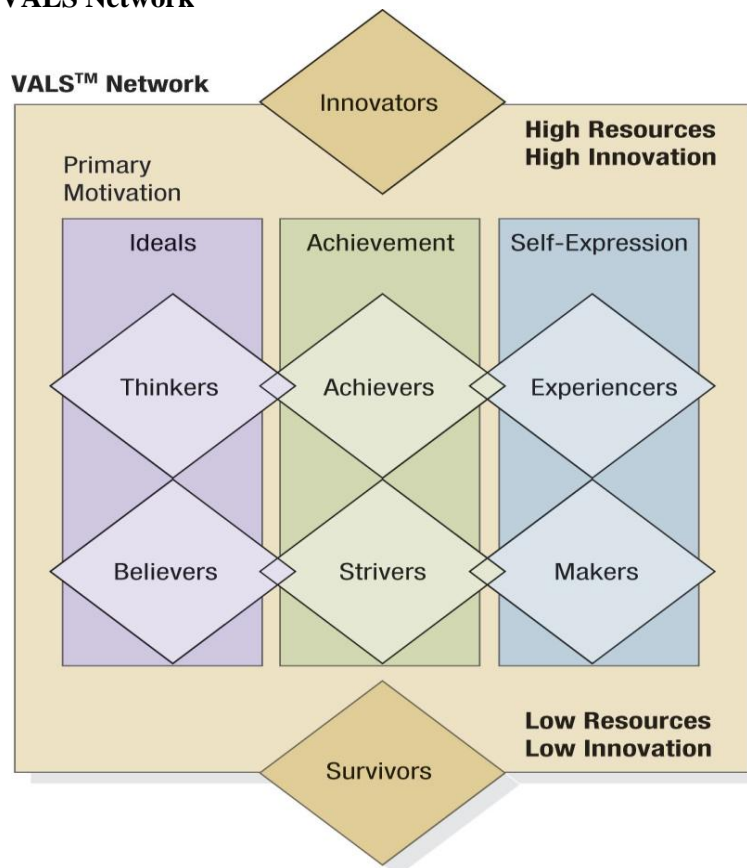 VALS Network
VALS™ Network
Innovators
High Resources
High Innovation
Primary
Motivation
Ideals
Achievement
Self-Expression
Thinkers
Achievers
Experiencers
Believers
Strivers
Makers
Low Resources
Low Innovation
Survivors